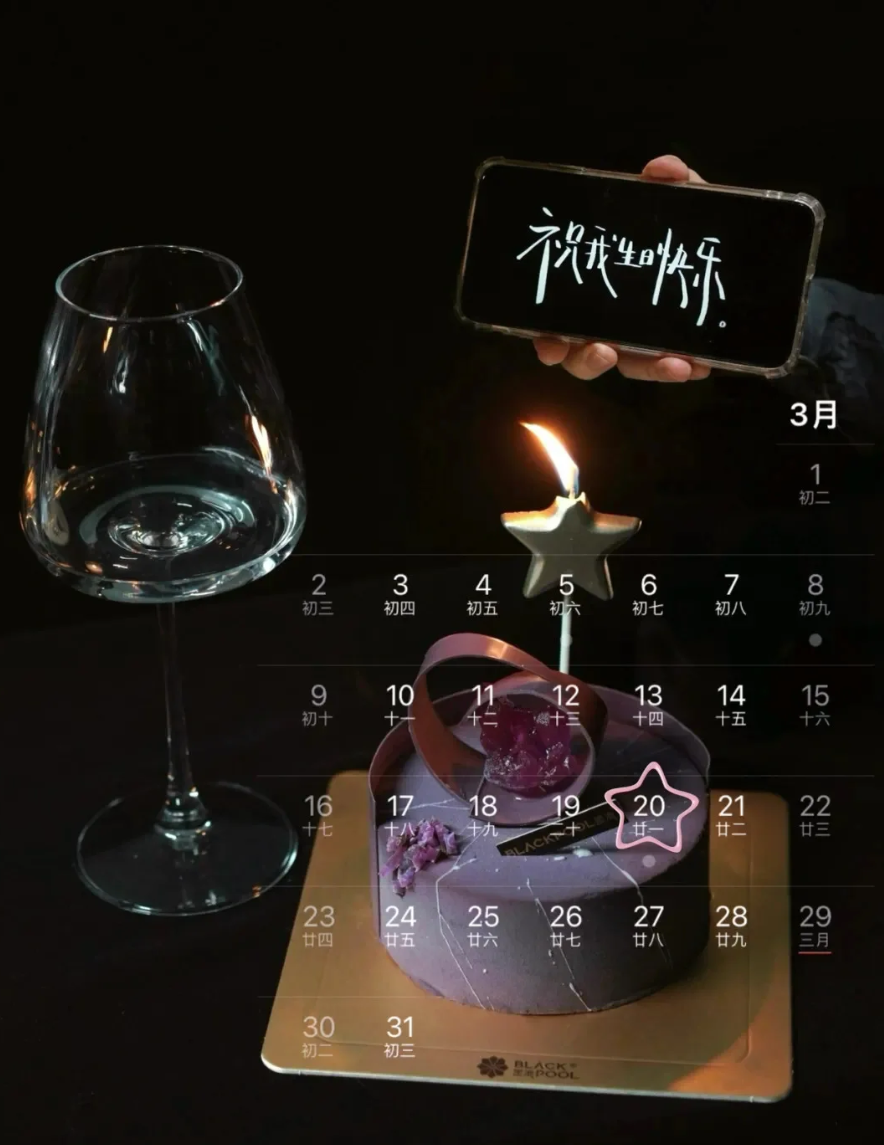 祝我生日快乐。
3月
1
初二
2 3 4 5 6 7 8
初三 初四 初五 初六 初七 初八 初九
9 10 11 12 13 14 15
初十 十一 十二 十三 十四 十五 十六
16 17 18 19 20 21 22
十七 十八 十九 二十 廿一 廿二 廿三
BLACK
23 24 25 26 27 28 29
廿四 廿五 廿六 廿七 廿八 廿九 三月
30 31
初二 初三
BLACK
POOL